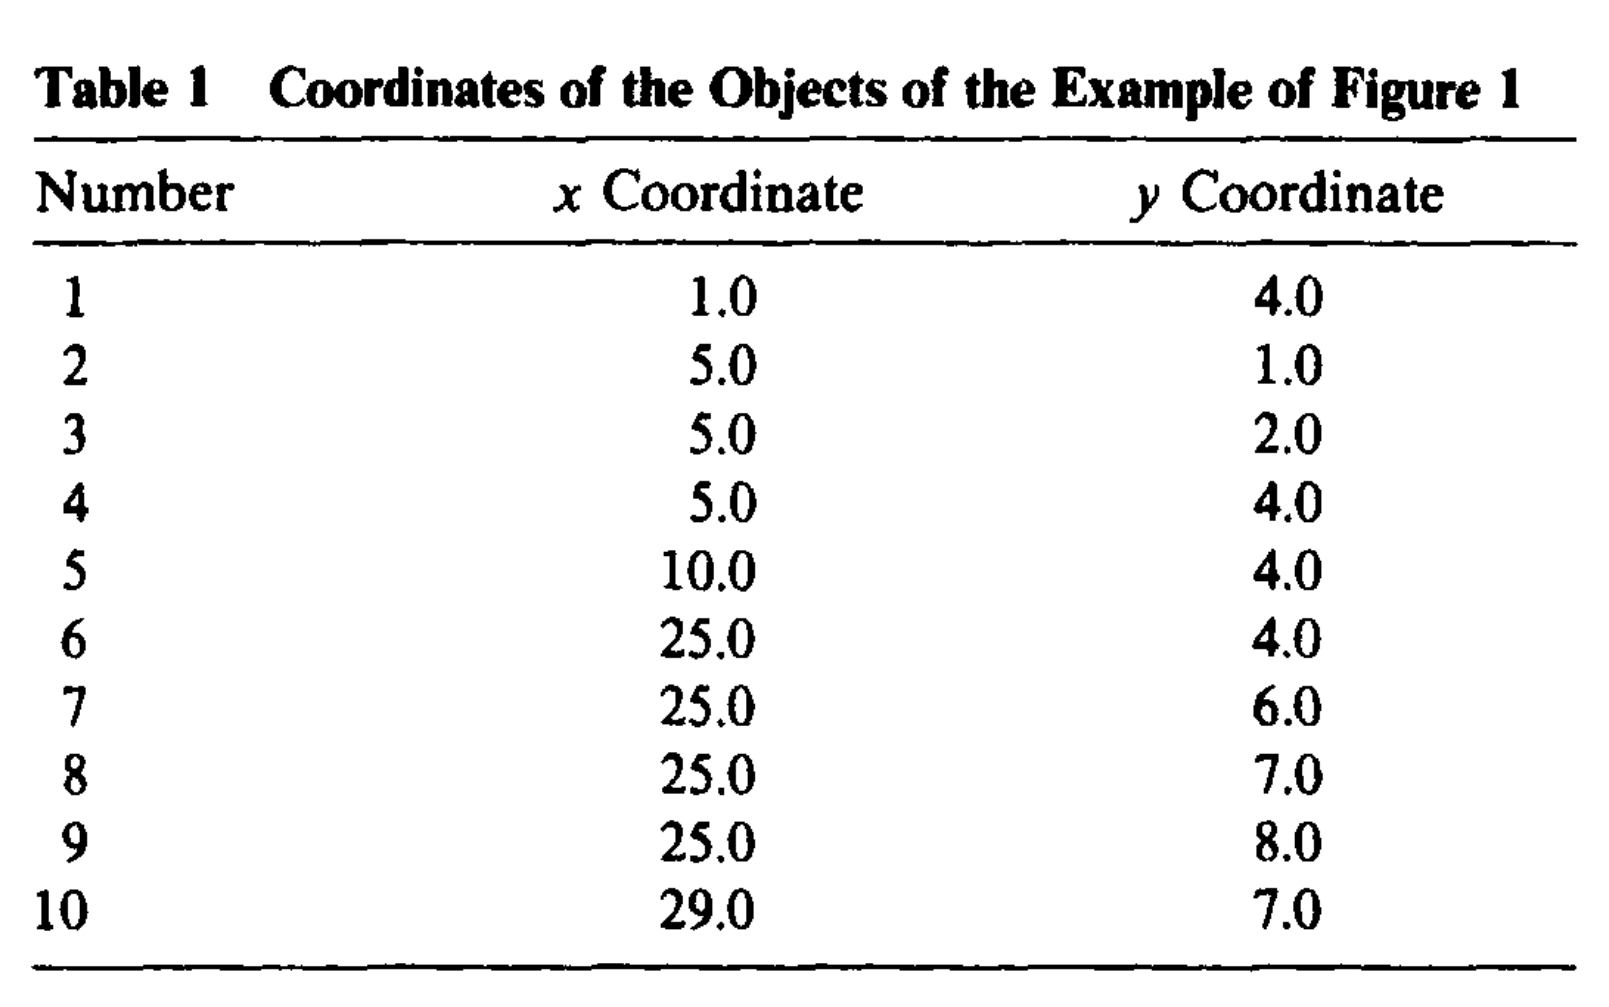 Table 1 Coordinates of the Objects of the Example of Figure 1
Number x Coordinate y Coordinate
1 1.0 4.0
2 5.0 1.0
3 5.0 2.0
4 5.0 4.0
5 10.0 4.0
6 25.0 4.0
7 25.0 6.0
8 25.0 7.0
9 25.0 8.0
10 29.0 7.0